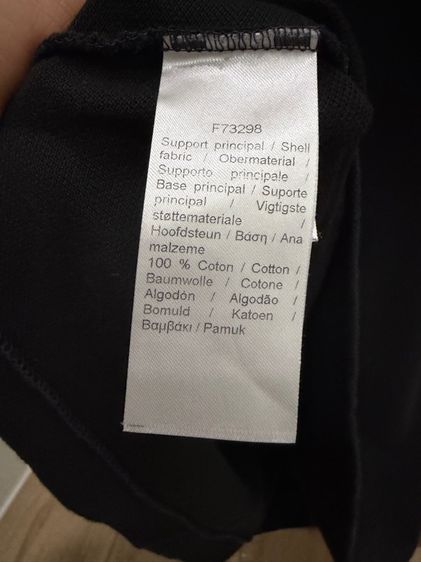 F73298
Support principal / Shell
fabric / Obermaterial /
Supporto principale /
Base principal / Suporte
principal / Vigtigste
støttemateriale /
Hoofdsteun / Βάση / Ana
malzeme
100 % Coton / Cotton /
Baumwolle / Cotone /
Algodón / Algodão /
Bomuld / Katoen /
Βαμβάκι / Pamuk